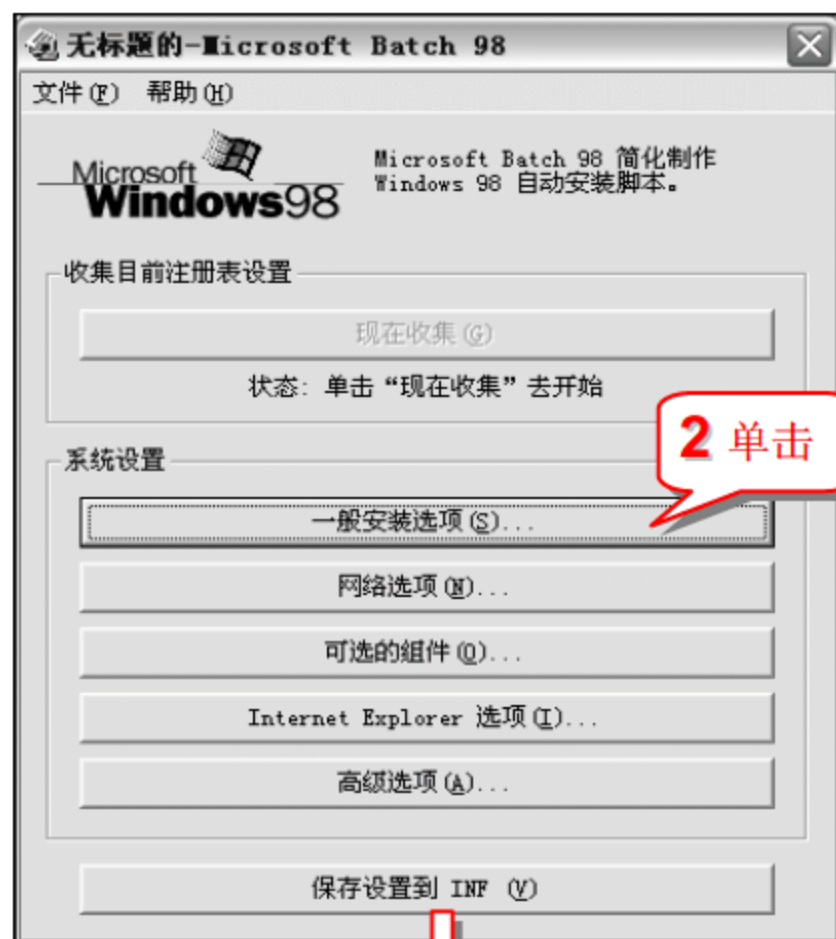 无标题的-Microsoft Batch 98
文件(F) 帮助(H)
Microsoft
Windows98
Microsoft Batch 98 简化制作
Windows 98 自动安装脚本。
收集目前注册表设置
现在收集(G)
状态: 单击“现在收集”去开始
2 单击
系统设置
一般安装选项(S)...
网络选项(N)...
可选的组件(O)...
Internet Explorer 选项(I)...
高级选项(A)...
保存设置到 INF (V)